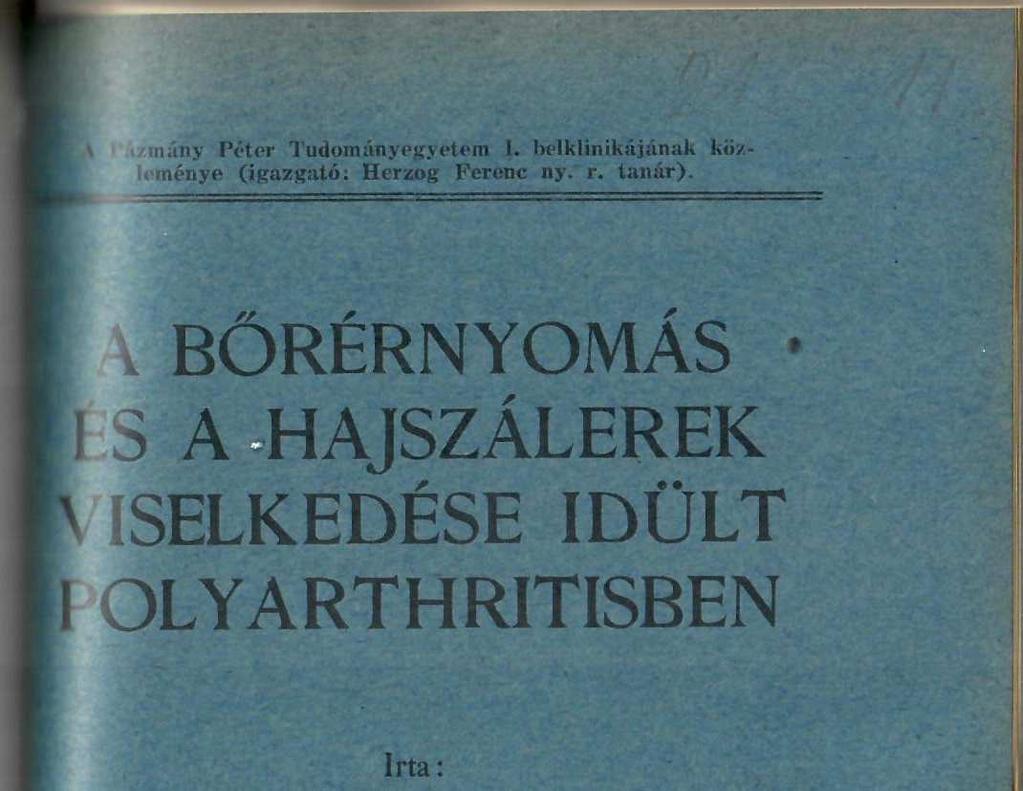 A Pázmány Péter Tudományegyetem I. belklinikájának köz-
leménye (igazgató: Herzog Ferenc ny. r. tanár).
A BŐRÉRNYOMÁS
ÉS A HAJSZÁLEREK
VISELKEDÉSE IDÜLT
POLYARTHRITISBEN
Irta: